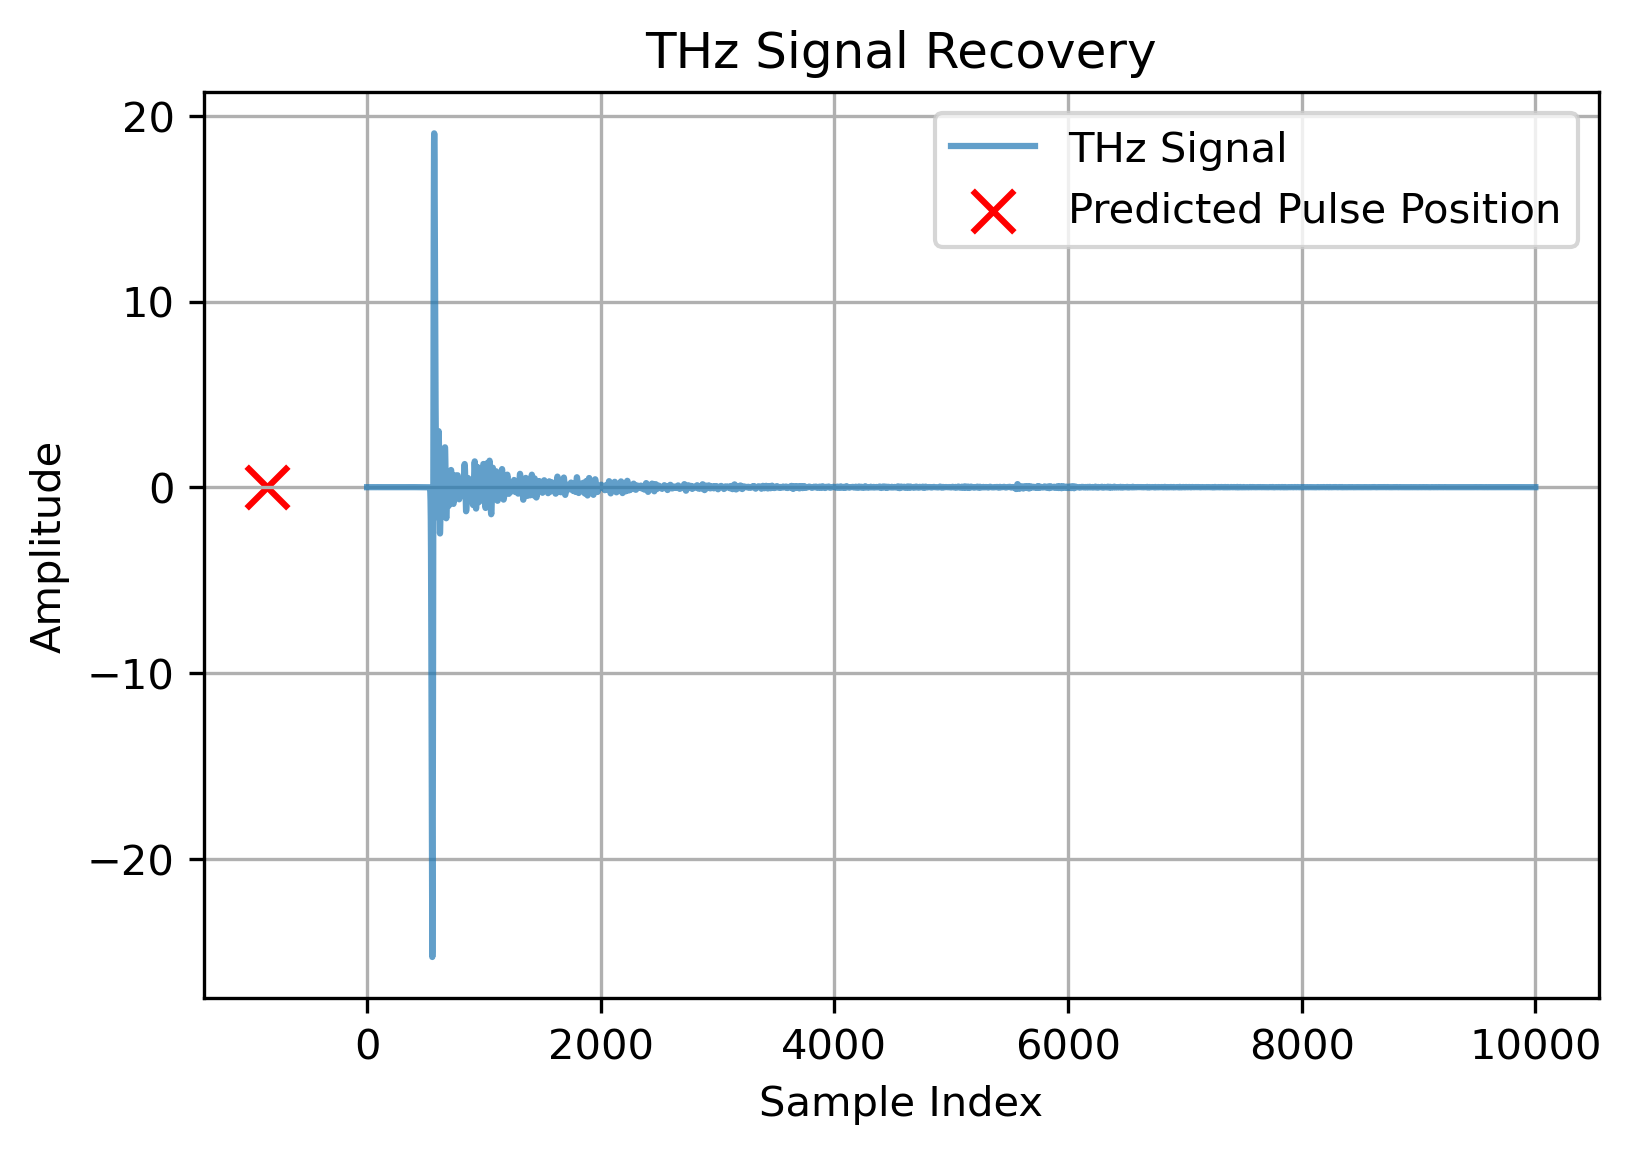 THz Signal Recovery
20
10
0
−10
−20
Amplitude
THz Signal
Predicted Pulse Position
0 2000 4000 6000 8000 10000
Sample Index